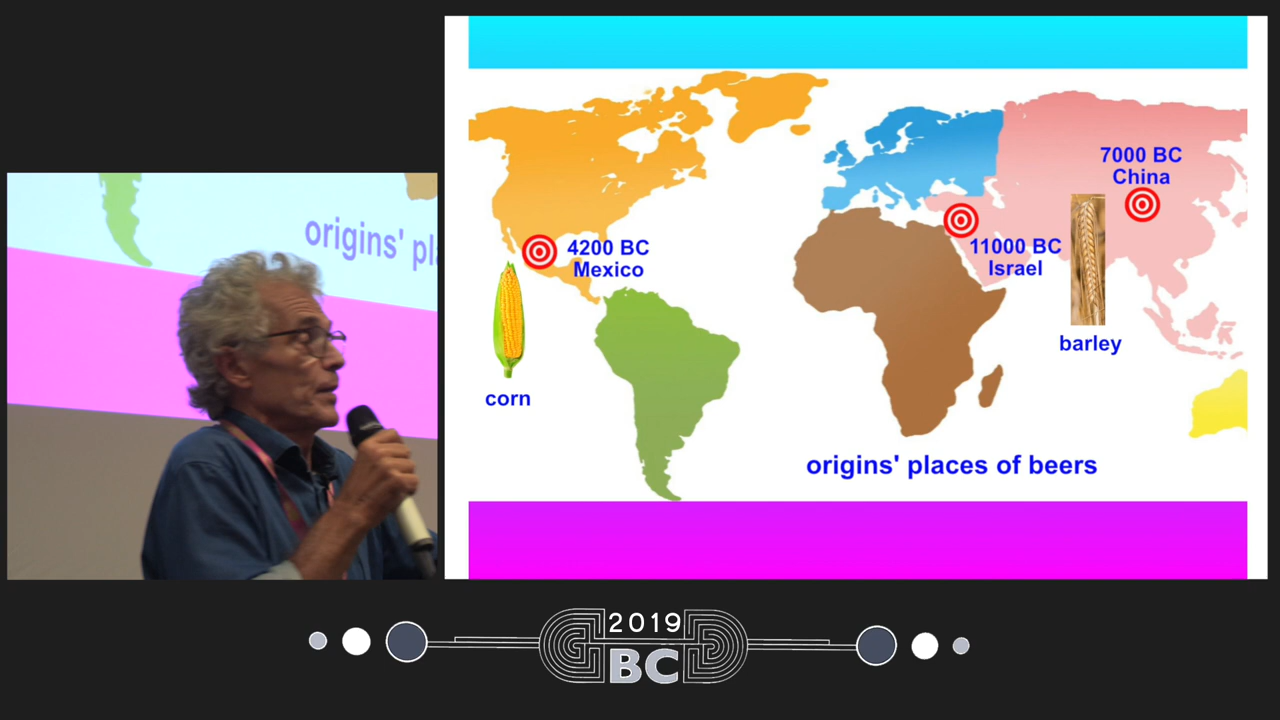 origins' pl
7000 BC
China
4200 BC
Mexico
11000 BC
Israel
barley
corn
origins' places of beers
2019
BC